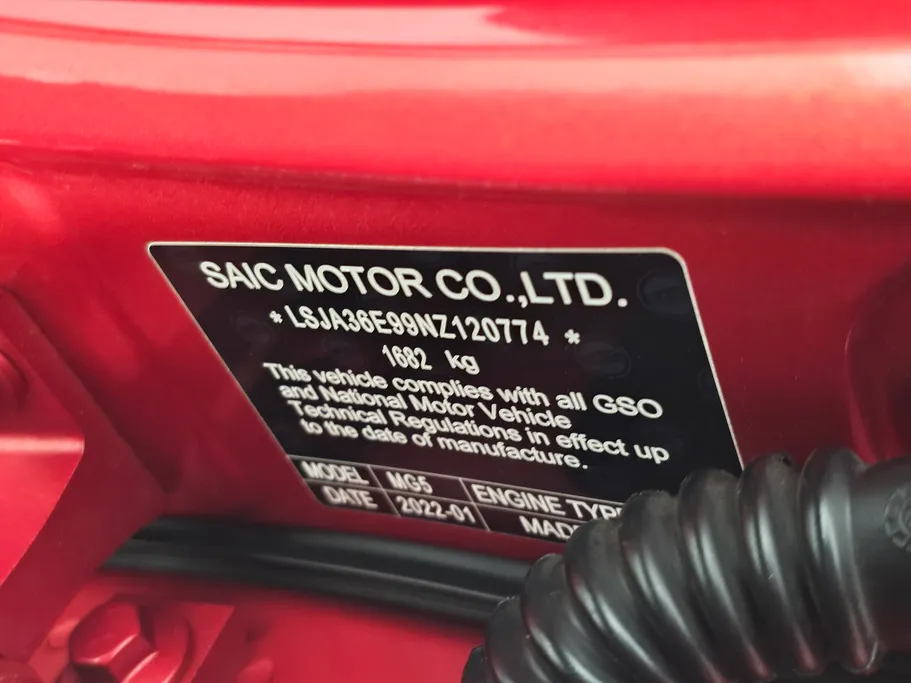 SAIC MOTOR CO.,LTD.
* LSJA36E99NZ120774 *
1682 kg
This vehicle complies with all GSO
and National Motor Vehicle
Technical Regulations in effect up
to the date of manufacture.
MODEL MG5 ENGINE TYPE
DATE 2022-01